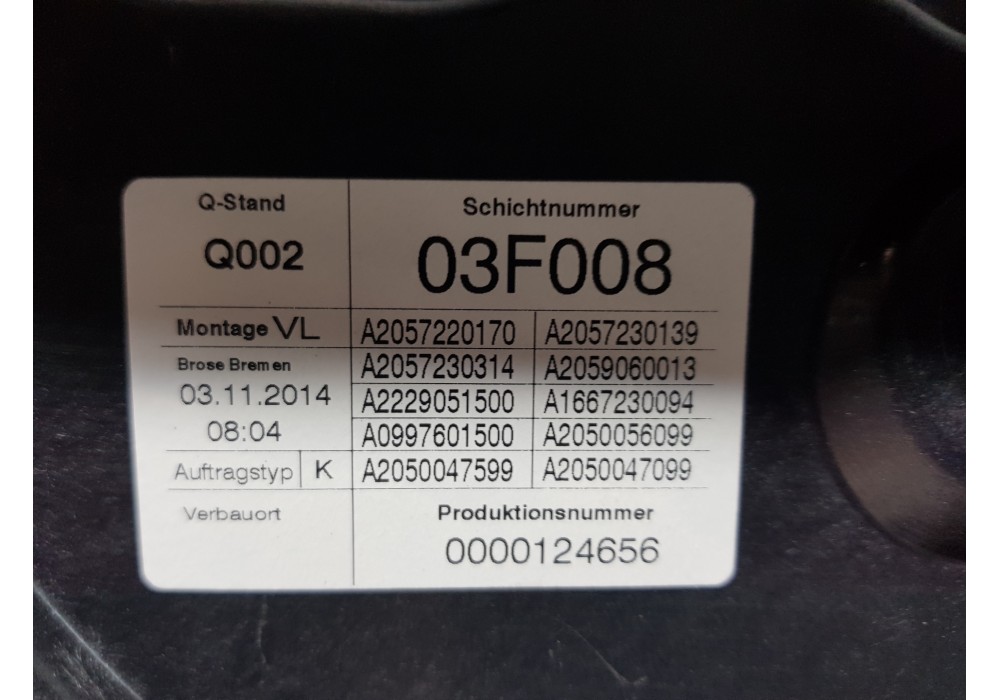 Q-Stand
Q002
Schichtnummer
03F008
Montage VL
Brose Bremen
03.11.2014
08:04
Auftragstyp K
A2057220170 A2057230139
A2057230314 A2059060013
A2229051500 A1667230094
A0997601500 A2050056099
A2050047599 A2050047099
Verbauort
Produktionsnummer
0000124656